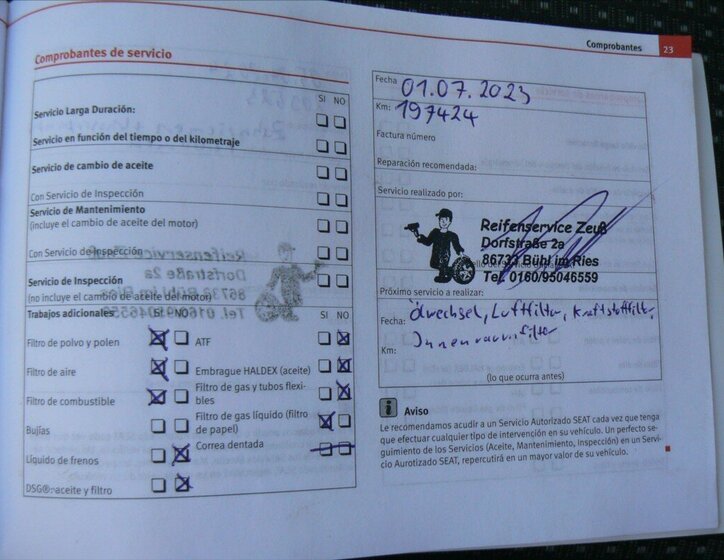 Comprobantes 23
Comprobantes de servicio
SI NO
Servicio Larga Duración:
Servicio en función del tiempo o del kilometraje
Servicio de cambio de aceite
Con Servicio de Inspección
Servicio de Mantenimiento
(incluye el cambio de aceite del motor)
Con Servicio de Inspección
Servicio de Inspección
(no incluye el cambio de aceite del motor)
Trabajos adicionales SI NO SI NO
Filtro de polvo y polen
Filtro de aire
Filtro de combustible
Bujías
Líquido de frenos
DSG®: aceite y filtro
ATF
Embrague HALDEX (aceite)
Filtro de gas y tubos flexi-
bles
Filtro de gas líquido (filtro
de papel)
Correa dentada
Fecha 01.07.2023
Km: 197424
Factura número
Reparación recomendada:
Servicio realizado por:
Reifenservice Zeuß
Dorfstraße 2a
86733 Bühl im Ries
Tel. 0160/95046559
Próximo servicio a realizar:
Ölwechsel, Luftfilter, Kraftstofffilter,
Fecha:
Innenraumfilter
Km:
(lo que ocurra antes)
i Aviso
Le recomendamos acudir a un Servicio Autorizado SEAT cada vez que tenga
que efectuar cualquier tipo de intervención en su vehículo. Un perfecto se-
guimiento de los Servicios (Aceite, Mantenimiento, Inspección) en un Servi-
cio Aurotizado SEAT, repercutirá en un mayor valor de su vehículo.